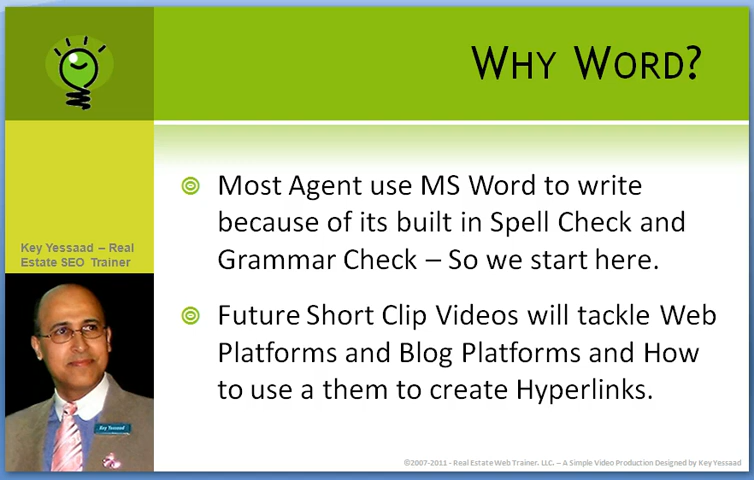 WHY WORD?
Most Agent use MS Word to write
because of its built in Spell Check and
Grammar Check – So we start here.
Future Short Clip Videos will tackle Web
Platforms and Blog Platforms and How
to use a them to create Hyperlinks.
Key Yessaad – Real
Estate SEO Trainer
Key Yessaad
©2007-2011 - Real Estate Web Trainer. LLC. – A Simple Video Production Designed by Key Yessaad